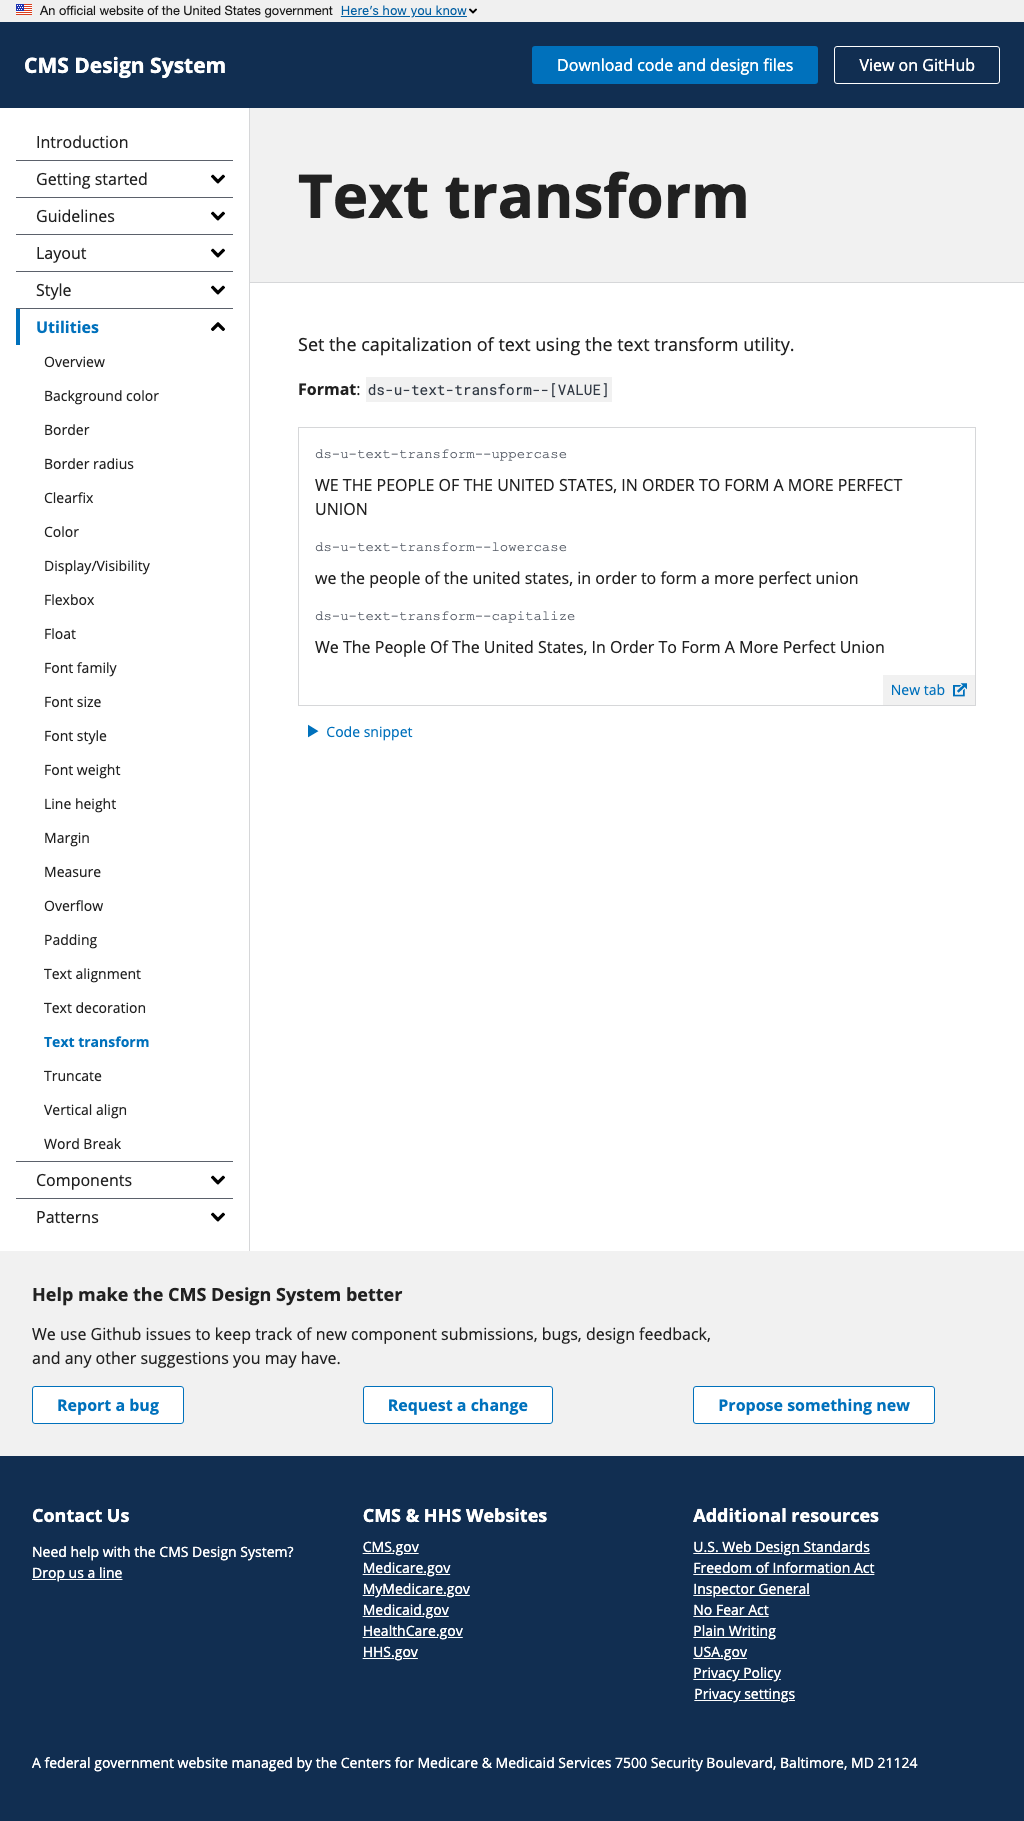 An official website of the United States government Here's how you know
CMS Design System
Download code and design files
View on GitHub
Introduction
Getting started
Guidelines
Layout
Style
Utilities
Overview
Background color
Border
Border radius
Clearfix
Color
Display/Visibility
Flexbox
Float
Font family
Font size
Font style
Font weight
Line height
Margin
Measure
Overflow
Padding
Text alignment
Text decoration
Text transform
Truncate
Vertical align
Word Break
Components
Patterns
Text transform
Set the capitalization of text using the text transform utility.
Format: ds-u-text-transform--[VALUE]
ds-u-text-transform--uppercase
WE THE PEOPLE OF THE UNITED STATES, IN ORDER TO FORM A MORE PERFECT
UNION
ds-u-text-transform--lowercase
we the people of the united states, in order to form a more perfect union
ds-u-text-transform--capitalize
We The People Of The United States, In Order To Form A More Perfect Union
New tab
Code snippet
Help make the CMS Design System better
We use Github issues to keep track of new component submissions, bugs, design feedback,
and any other suggestions you may have.
Report a bug
Request a change
Propose something new
Contact Us
Need help with the CMS Design System?
Drop us a line
CMS & HHS Websites
CMS.gov
Medicare.gov
MyMedicare.gov
Medicaid.gov
HealthCare.gov
HHS.gov
Additional resources
U.S. Web Design Standards
Freedom of Information Act
Inspector General
No Fear Act
Plain Writing
USA.gov
Privacy Policy
Privacy settings
A federal government website managed by the Centers for Medicare & Medicaid Services 7500 Security Boulevard, Baltimore, MD 21124